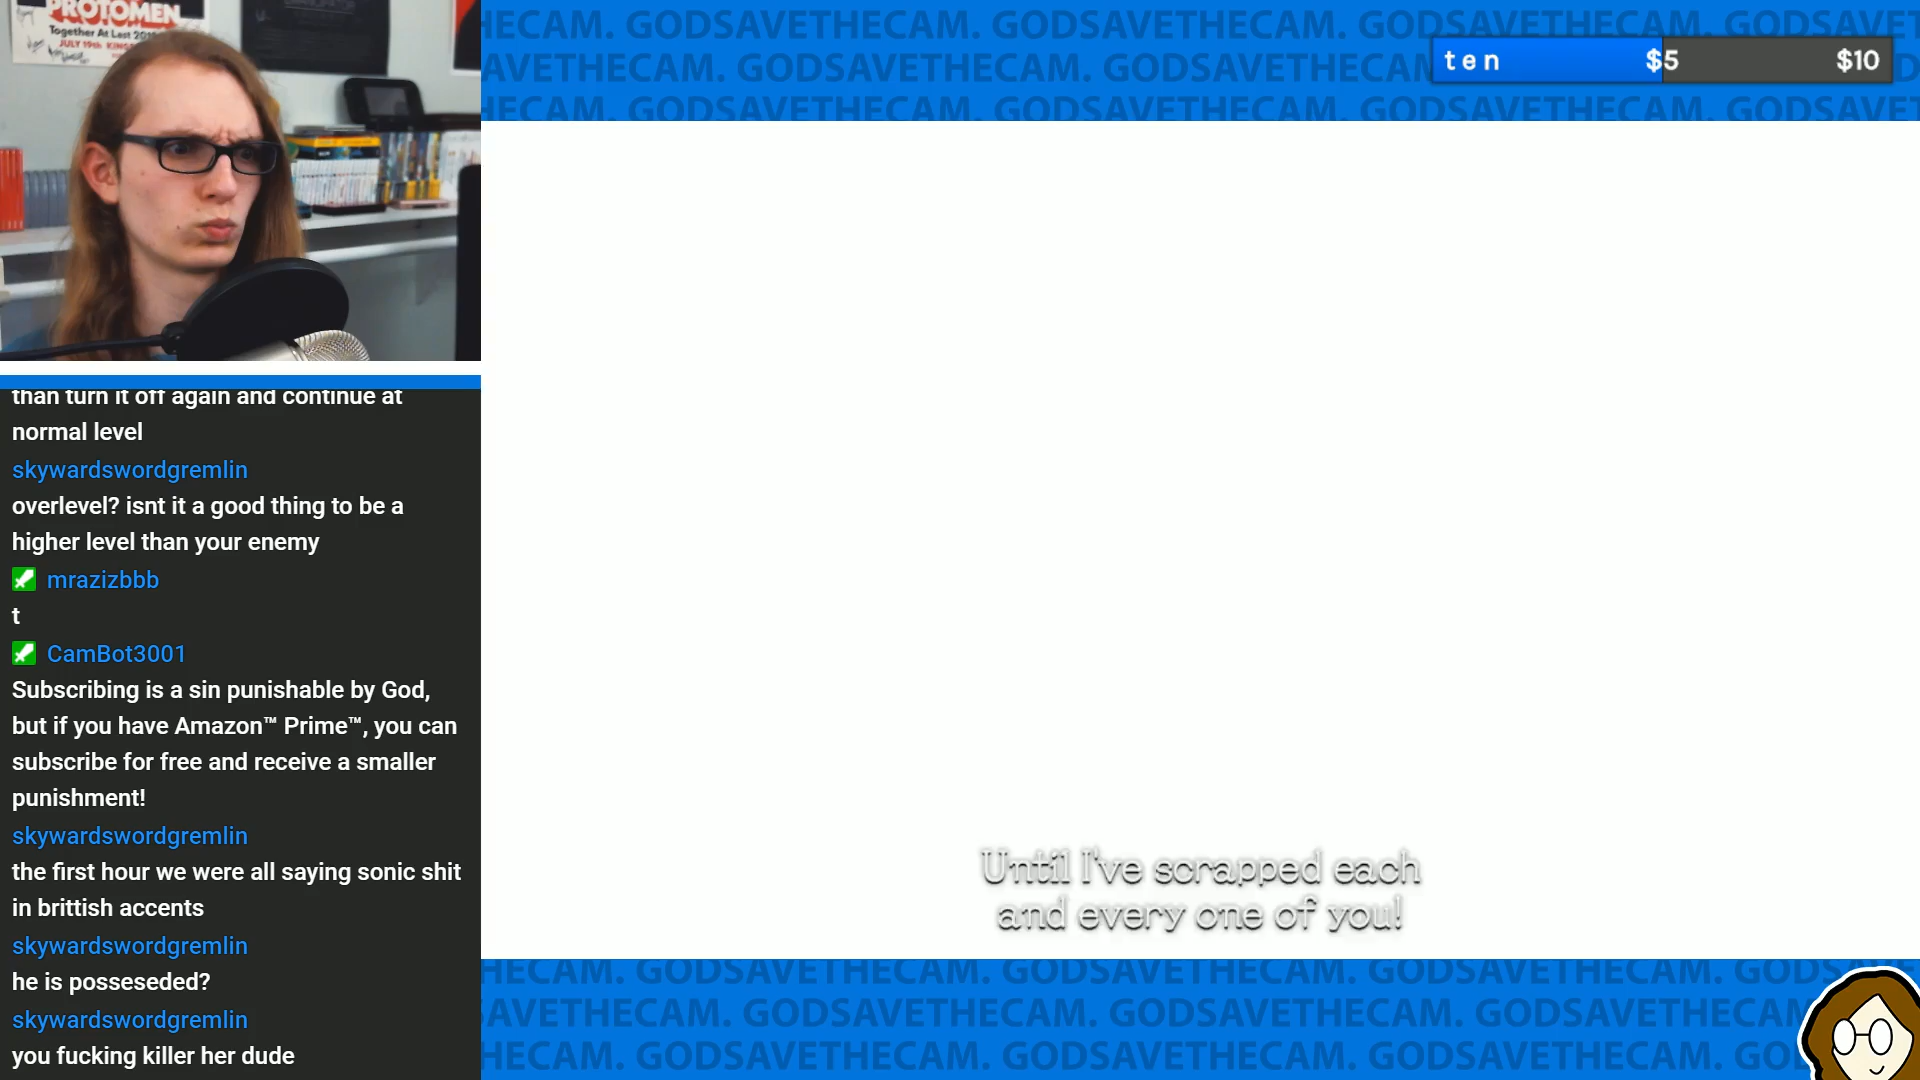 PROTOMEN
Together At Last
JULY 19th
HECAM. GODSAVETHECAM. GODSAVETHECAM. GODSAVETHECAM. GODSAVET
AVETHECAM. GODSAVETHECAM. GODSAVETHECAM
HECAM. GODSAVETHECAM. GODSAVETHECAM. GODSAVETHECAM. GODSAVE
ten $5 $10
than turn it off again and continue at
normal level
skywardswordgremlin
overlevel? isnt it a good thing to be a
higher level than your enemy
mrazizbbb
t
CamBot3001
Subscribing is a sin punishable by God,
but if you have Amazon™ Prime™, you can
subscribe for free and receive a smaller
punishment!
skywardswordgremlin
the first hour we were all saying sonic shit
in brittish accents
skywardswordgremlin
he is posseseded?
skywardswordgremlin
you fucking killer her dude
Until I've scrapped each
and every one of you!
HECAM. GODSAVETHECAM. GODSAVETHECAM. GODSAVETHECAM. GODSA
SAVETHECAM. GODSAVETHECAM. GODSAVETHECAM. GODSAVETHECA
HECAM. GODSAVETHECAM. GODSAVETHECAM. GODSAVETHECAM. GO